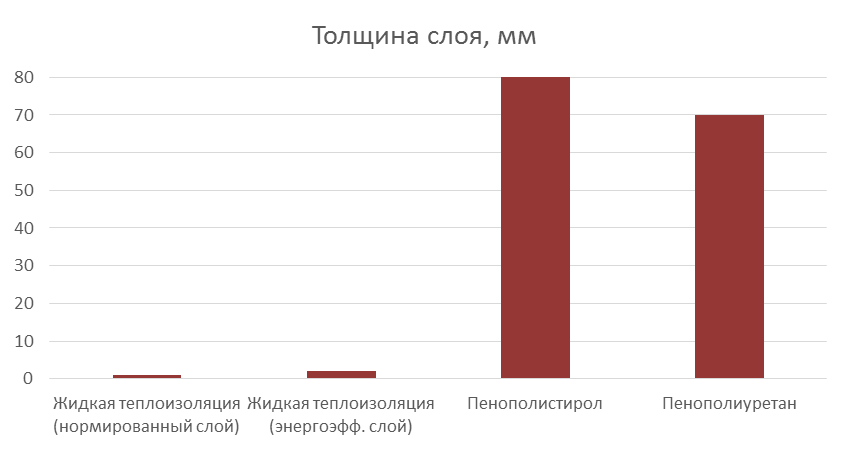 Толщина слоя, мм
80
70
60
50
40
30
20
10
0
Жидкая теплоизоляция
(нормированный слой)
Жидкая теплоизоляция
(энергоэфф. слой)
Пенополистирол
Пенополиуретан